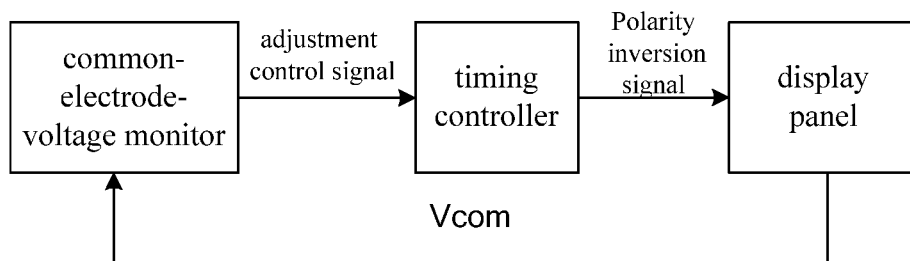 common-
electrode-
voltage monitor
adjustment
control signal
timing
controller
Polarity
inversion
signal
display
panel
Vcom